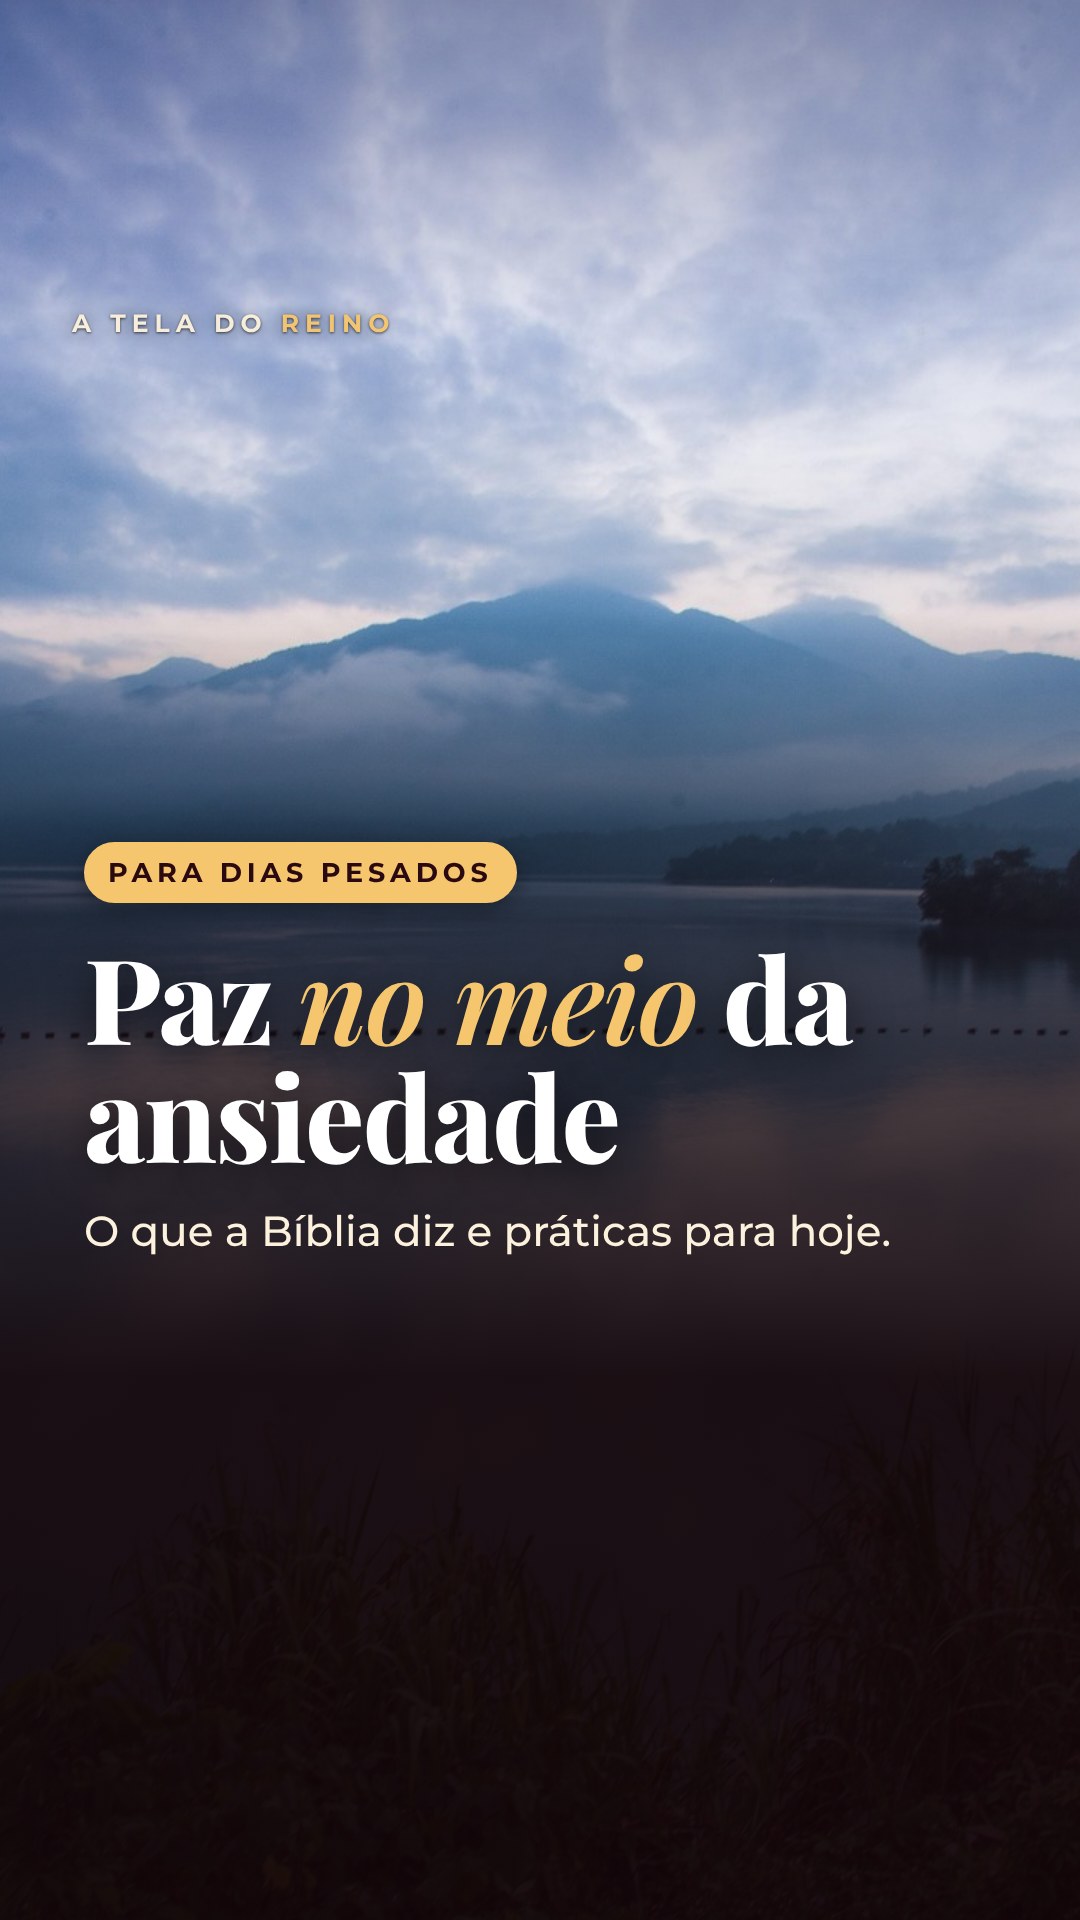 A TELA DO REINO
PARA DIAS PESADOS
Paz no meio da
ansiedade
O que a Bíblia diz e práticas para hoje.